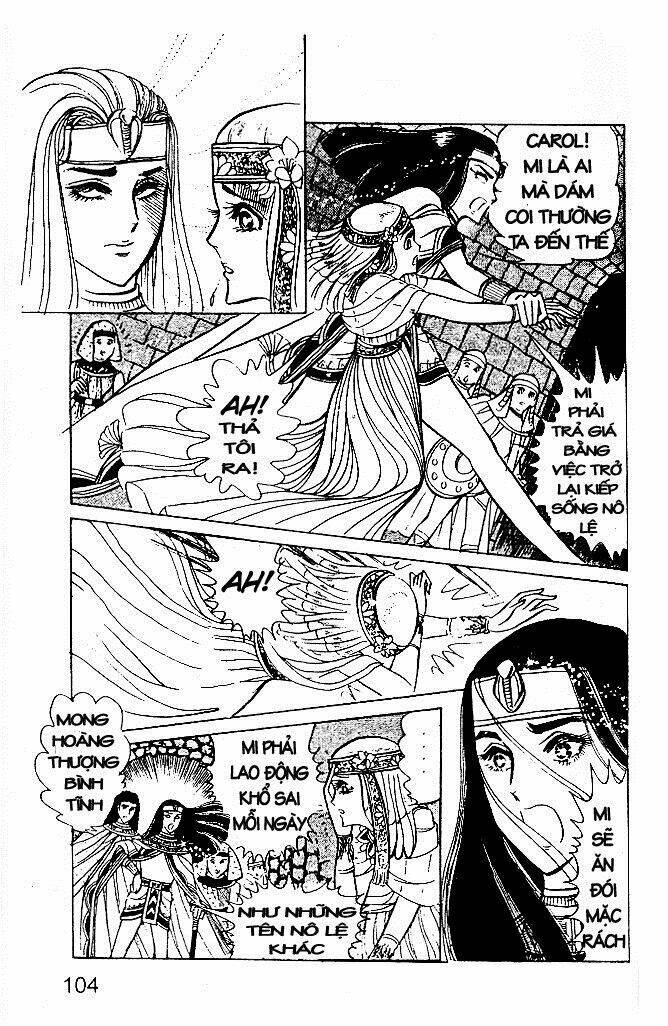 CAROL!
MI LÀ AI
MÀ DÁM
COI THƯỜNG
TA ĐẾN THẾ
AH!
THẢ
TÔI
RA!
MI
PHẢI
TRẢ GIÁ
BẰNG
VIỆC TRỞ
LẠI KIẾP
SỐNG NÔ
LỆ
AH!
MI
SẼ
ĂN
ĐÓI
MẶC
RÁCH
......
MI PHẢI
LAO ĐỘNG
KHỔ SAI
MỖI NGÀY
NHƯ NHỮNG
TÊN NÔ LỆ
KHÁC
MONG
HOÀNG
THƯỢNG
BÌNH
TĨNH
104